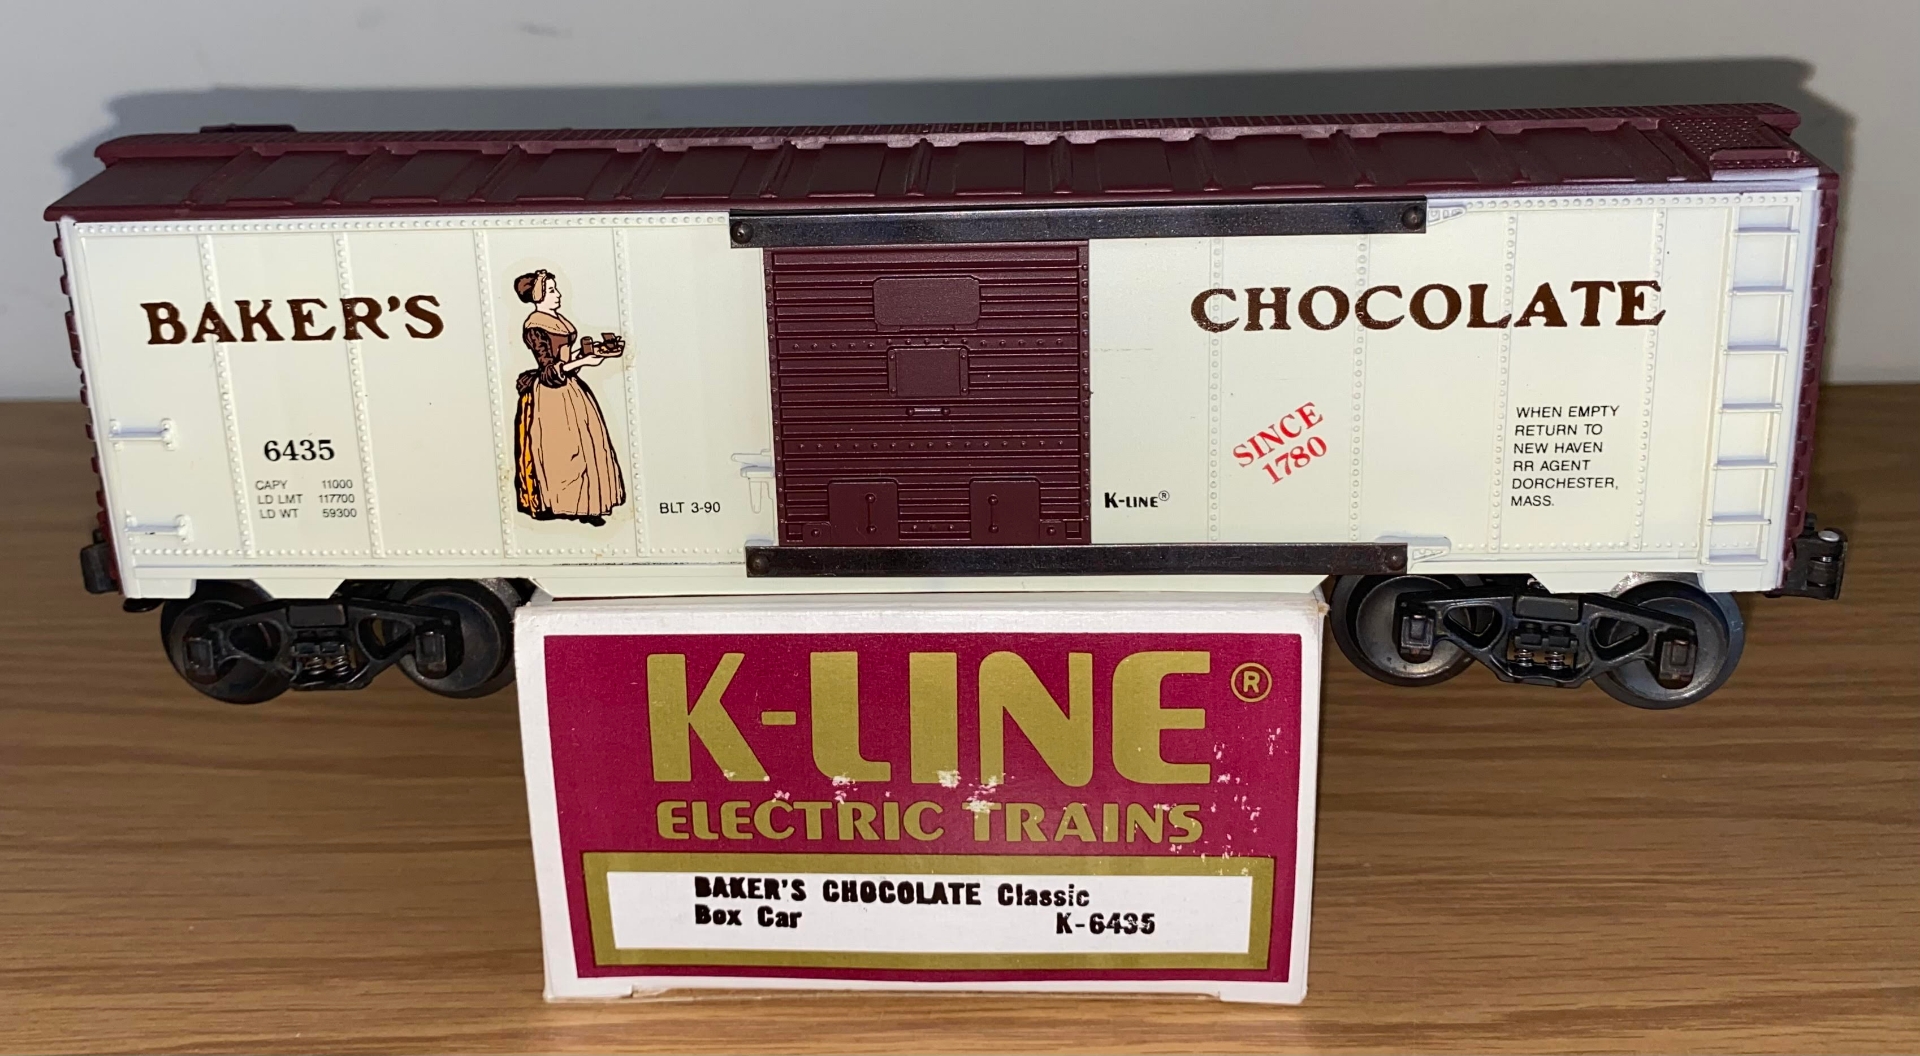 BAKER'S
CHOCOLATE
6435
CAPY 11000
LD LMT 117700
LD WT 59300
BLT 3-90
K-LINE®
SINCE
1780
WHEN EMPTY
RETURN TO
NEW HAVEN
RR AGENT
DORCHESTER,
MASS.
K-LINE®
ELECTRIC TRAINS
BAKER'S CHOCOLATE Classic
Box Car K-6435